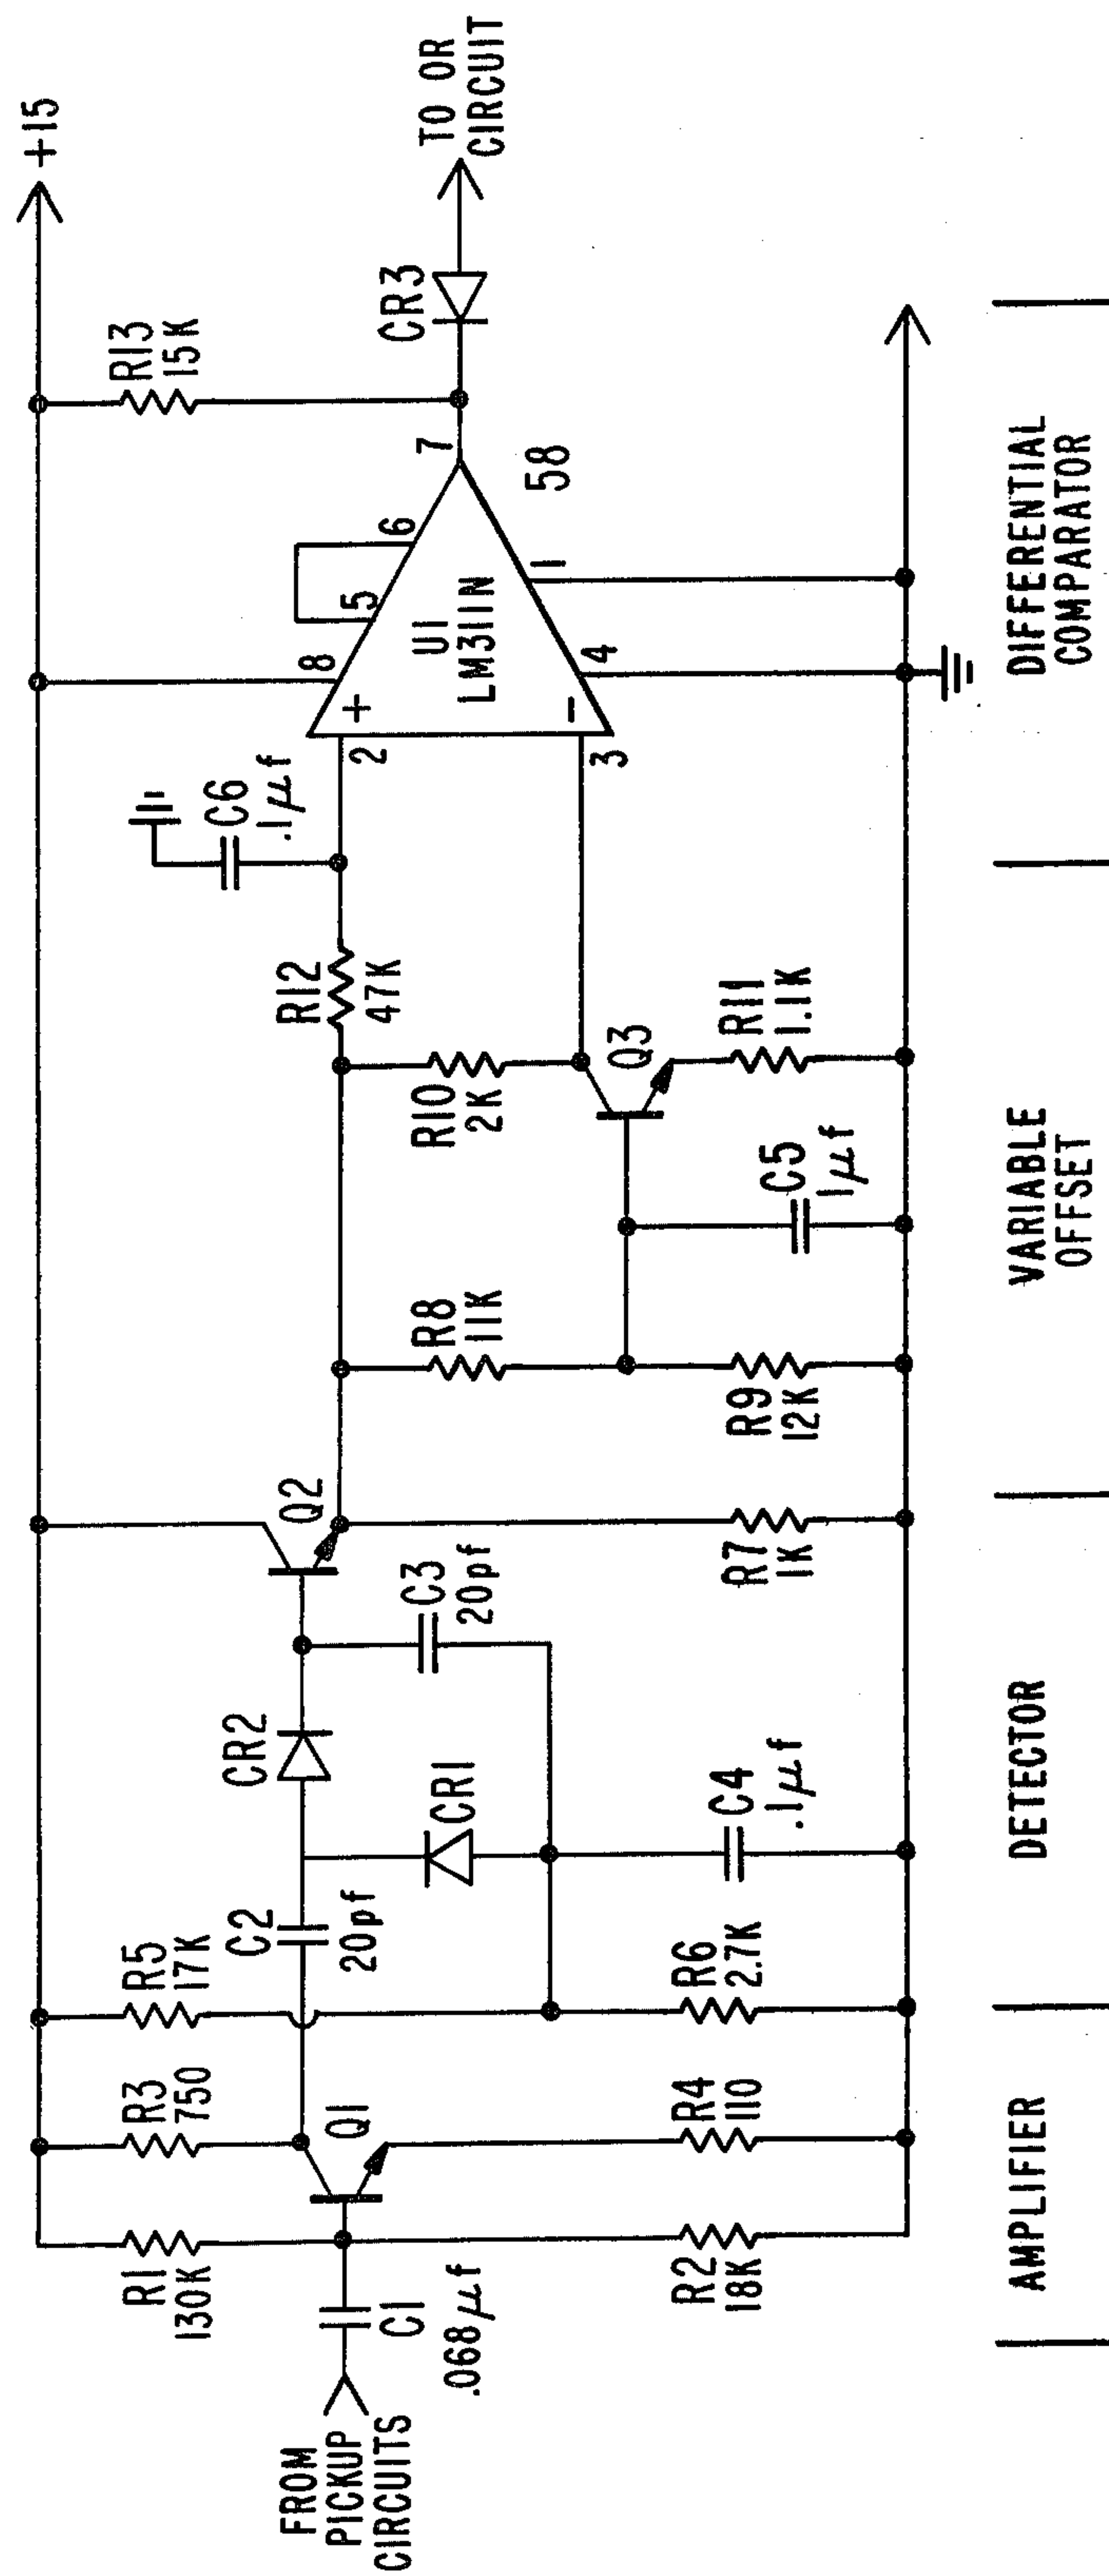 +15
R1
130K
R3
750
R5
17K
R13
15K
C6
.1μf
FROM
PICKUP
CIRCUITS
C1
.068μf
Q1
C2
20pf
CR2
CR1
Q2
C3
20pf
R8
11K
R10
2K
R12
47K
2
3
8
5
6
7
4
1
+
−
U1
LM311N
58
CR3
TO OR
CIRCUIT
R2
18K
R4
110
R6
2.7K
C4
.1μf
R7
1K
R9
12K
C5
1μf
Q3
R11
1.1K
AMPLIFIER
DETECTOR
VARIABLE
OFFSET
DIFFERENTIAL
COMPARATOR